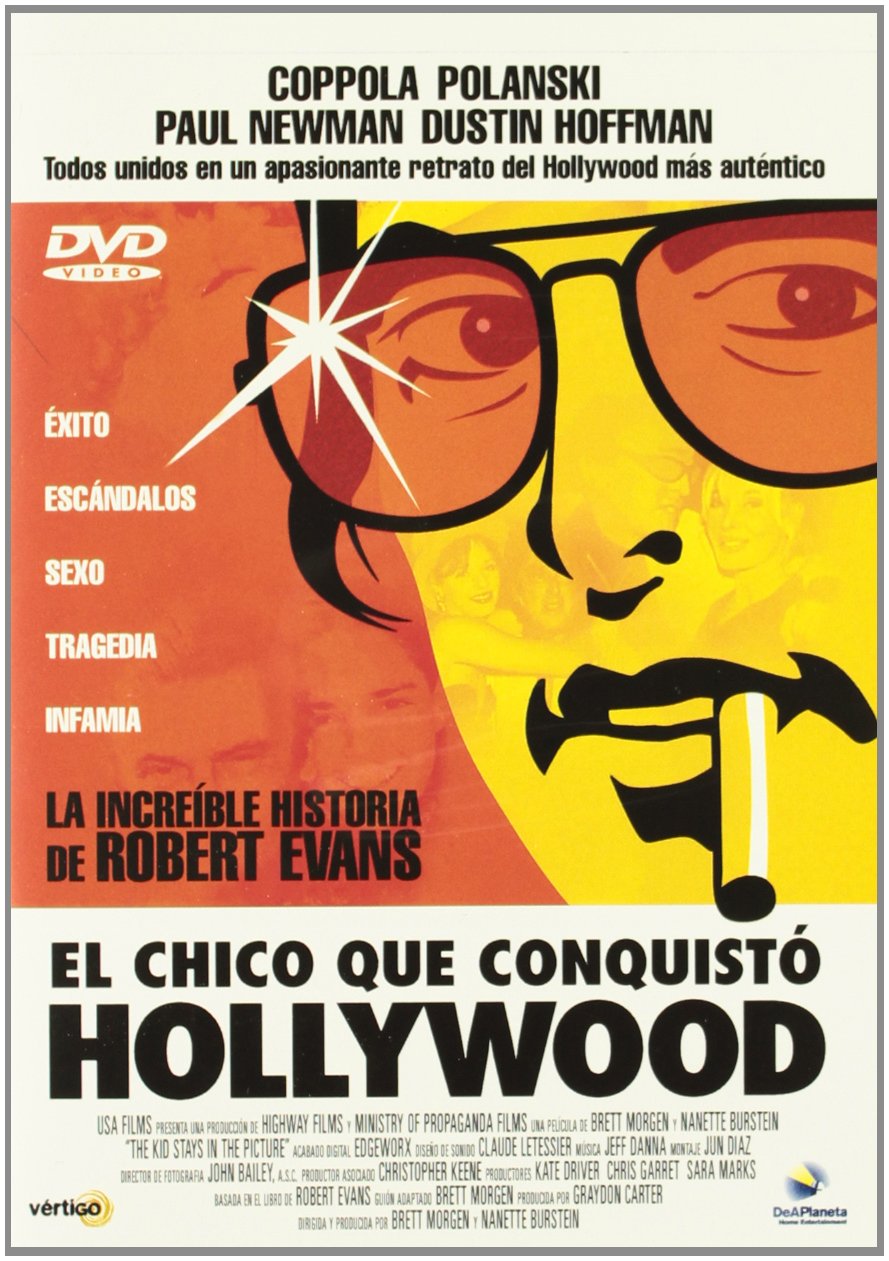 COPPOLA POLANSKI
PAUL NEWMAN DUSTIN HOFFMAN
Todos unidos en un apasionante retrato del Hollywood más auténtico
DVD
VIDEO
ÉXITO
ESCÁNDALOS
SEXO
TRAGEDIA
INFAMIA
LA INCREÍBLE HISTORIA
DE ROBERT EVANS
EL CHICO QUE CONQUISTÓ
HOLLYWOOD
USA FILMS PRESENTA UNA PRODUCCIÓN DE HIGHWAY FILMS Y MINISTRY OF PROPAGANDA FILMS UNA PELÍCULA DE BRETT MORGEN Y NANETTE BURSTEIN
"THE KID STAYS IN THE PICTURE" ACABADO DIGITAL EDGEWORX DISEÑO DE SONIDO CLAUDE LETESSIER MÚSICA JEFF DANNA MONTAJE JUN DIAZ
DIRECTOR DE FOTOGRAFIA JOHN BAILEY, A.S.C. PRODUCTOR ASOCIADO CHRISTOPHER KEENE PRODUCTORES KATE DRIVER CHRIS GARRET SARA MARKS
BASADA EN EL LIBRO DE ROBERT EVANS GUIÓN ADAPTADO BRETT MORGEN PRODUCIDA POR GRAYDON CARTER
DIRIGIDA Y PRODUCIDA POR BRETT MORGEN Y NANETTE BURSTEIN
vértiGO
DeAPlaneta
Home Entertainment